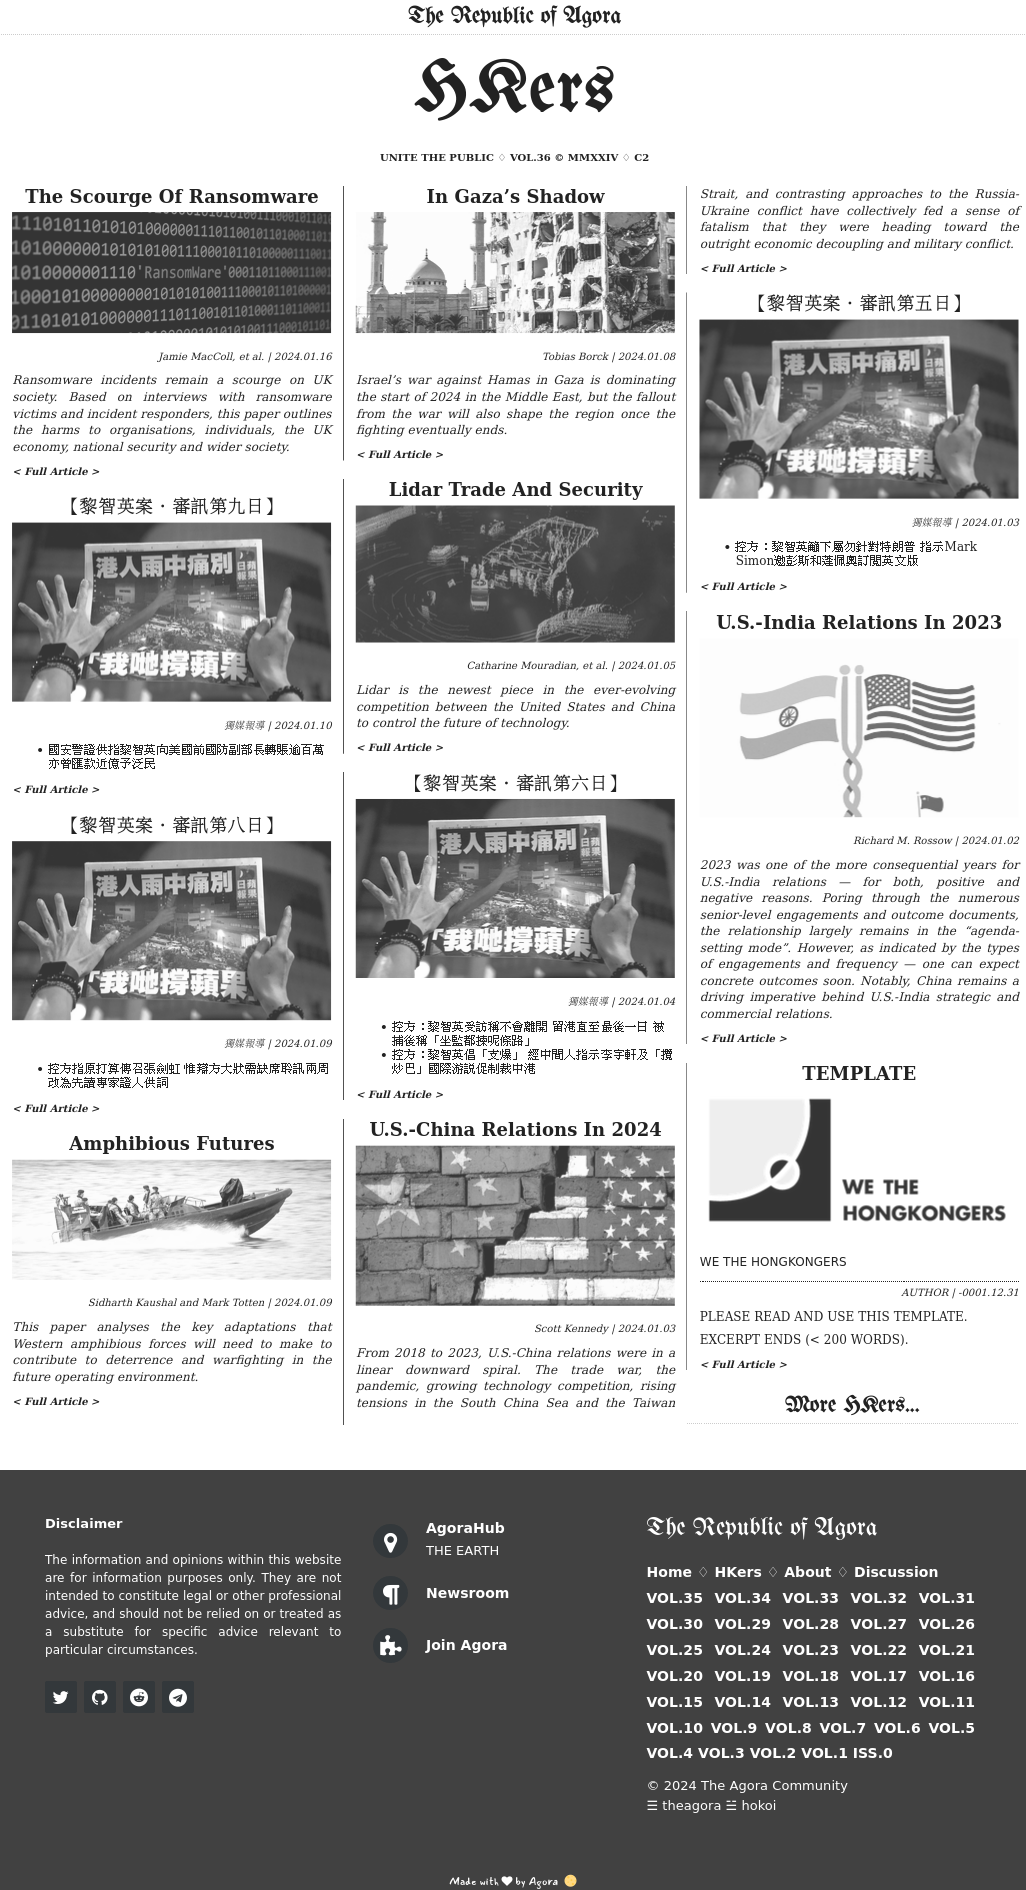 The Republic of Agora
HKers
UNITE THE PUBLIC ♢ VOL.36 © MMXXIV ♢ C2
The Scourge Of Ransomware
'RansomWare'
Jamie MacColl, et al. | 2024.01.16
Ransomware incidents remain a scourge on UK
society. Based on interviews with ransomware
victims and incident responders, this paper outlines
the harms to organisations, individuals, the UK
economy, national security and wider society.
< Full Article >
【黎智英案・審訊第九日】
港人雨中痛別
「我哋撐蘋果
獨媒報導 | 2024.01.10
• 國安警證供指黎智英向美國前國防副部長轉賬逾百萬
亦曾匯款近億予泛民
< Full Article >
【黎智英案・審訊第八日】
港人雨中痛別
「我哋撐蘋果
獨媒報導 | 2024.01.09
• 控方指原打算傳召張劍虹 惟辯方大狀需缺席聆訊兩周
改為先讀專家證人供詞
< Full Article >
Amphibious Futures
Sidharth Kaushal and Mark Totten | 2024.01.09
This paper analyses the key adaptations that
Western amphibious forces will need to make to
contribute to deterrence and warfighting in the
future operating environment.
< Full Article >
In Gaza’s Shadow
Tobias Borck | 2024.01.08
Israel’s war against Hamas in Gaza is dominating
the start of 2024 in the Middle East, but the fallout
from the war will also shape the region once the
fighting eventually ends.
< Full Article >
Lidar Trade And Security
Catharine Mouradian, et al. | 2024.01.05
Lidar is the newest piece in the ever-evolving
competition between the United States and China
to control the future of technology.
< Full Article >
【黎智英案・審訊第六日】
港人雨中痛別
「我哋撐蘋果
獨媒報導 | 2024.01.04
• 控方：黎智英受訪稱不會離開 留港直至最後一日 被
捕後稱「坐監都揀呢條路」
• 控方：黎智英倡「支爆」 經中間人指示李宇軒及「攬
炒巴」國際游説促制裁中港
< Full Article >
U.S.-China Relations In 2024
Scott Kennedy | 2024.01.03
From 2018 to 2023, U.S.-China relations were in a
linear downward spiral. The trade war, the
pandemic, growing technology competition, rising
tensions in the South China Sea and the Taiwan
Strait, and contrasting approaches to the Russia-
Ukraine conflict have collectively fed a sense of
fatalism that they were heading toward the
outright economic decoupling and military conflict.
< Full Article >
【黎智英案・審訊第五日】
港人雨中痛別
「我哋撐蘋果
獨媒報導 | 2024.01.03
• 控方：黎智英籲下屬勿針對特朗普 指示Mark
Simon邀彭斯和蓬佩奧訂閲英文版
< Full Article >
U.S.-India Relations In 2023
Richard M. Rossow | 2024.01.02
2023 was one of the more consequential years for
U.S.-India relations — for both, positive and
negative reasons. Poring through the numerous
senior-level engagements and outcome documents,
the relationship largely remains in the “agenda-
setting mode”. However, as indicated by the types
of engagements and frequency — one can expect
concrete outcomes soon. Notably, China remains a
driving imperative behind U.S.-India strategic and
commercial relations.
< Full Article >
TEMPLATE
WE THE
HONGKONGERS
WE THE HONGKONGERS
AUTHOR | -0001.12.31
PLEASE READ AND USE THIS TEMPLATE.
EXCERPT ENDS (< 200 WORDS).
< Full Article >
More HKers...
Disclaimer
The information and opinions within this website
are for information purposes only. They are not
intended to constitute legal or other professional
advice, and should not be relied on or treated as
a substitute for specific advice relevant to
particular circumstances.
AgoraHub
THE EARTH
Newsroom
Join Agora
The Republic of Agora
Home ♢ HKers ♢ About ♢ Discussion
VOL.35 VOL.34 VOL.33 VOL.32 VOL.31
VOL.30 VOL.29 VOL.28 VOL.27 VOL.26
VOL.25 VOL.24 VOL.23 VOL.22 VOL.21
VOL.20 VOL.19 VOL.18 VOL.17 VOL.16
VOL.15 VOL.14 VOL.13 VOL.12 VOL.11
VOL.10 VOL.9 VOL.8 VOL.7 VOL.6 VOL.5
VOL.4 VOL.3 VOL.2 VOL.1 ISS.0
© 2024 The Agora Community
☰ theagora ☱ hokoi
Made with ♥ by Agora